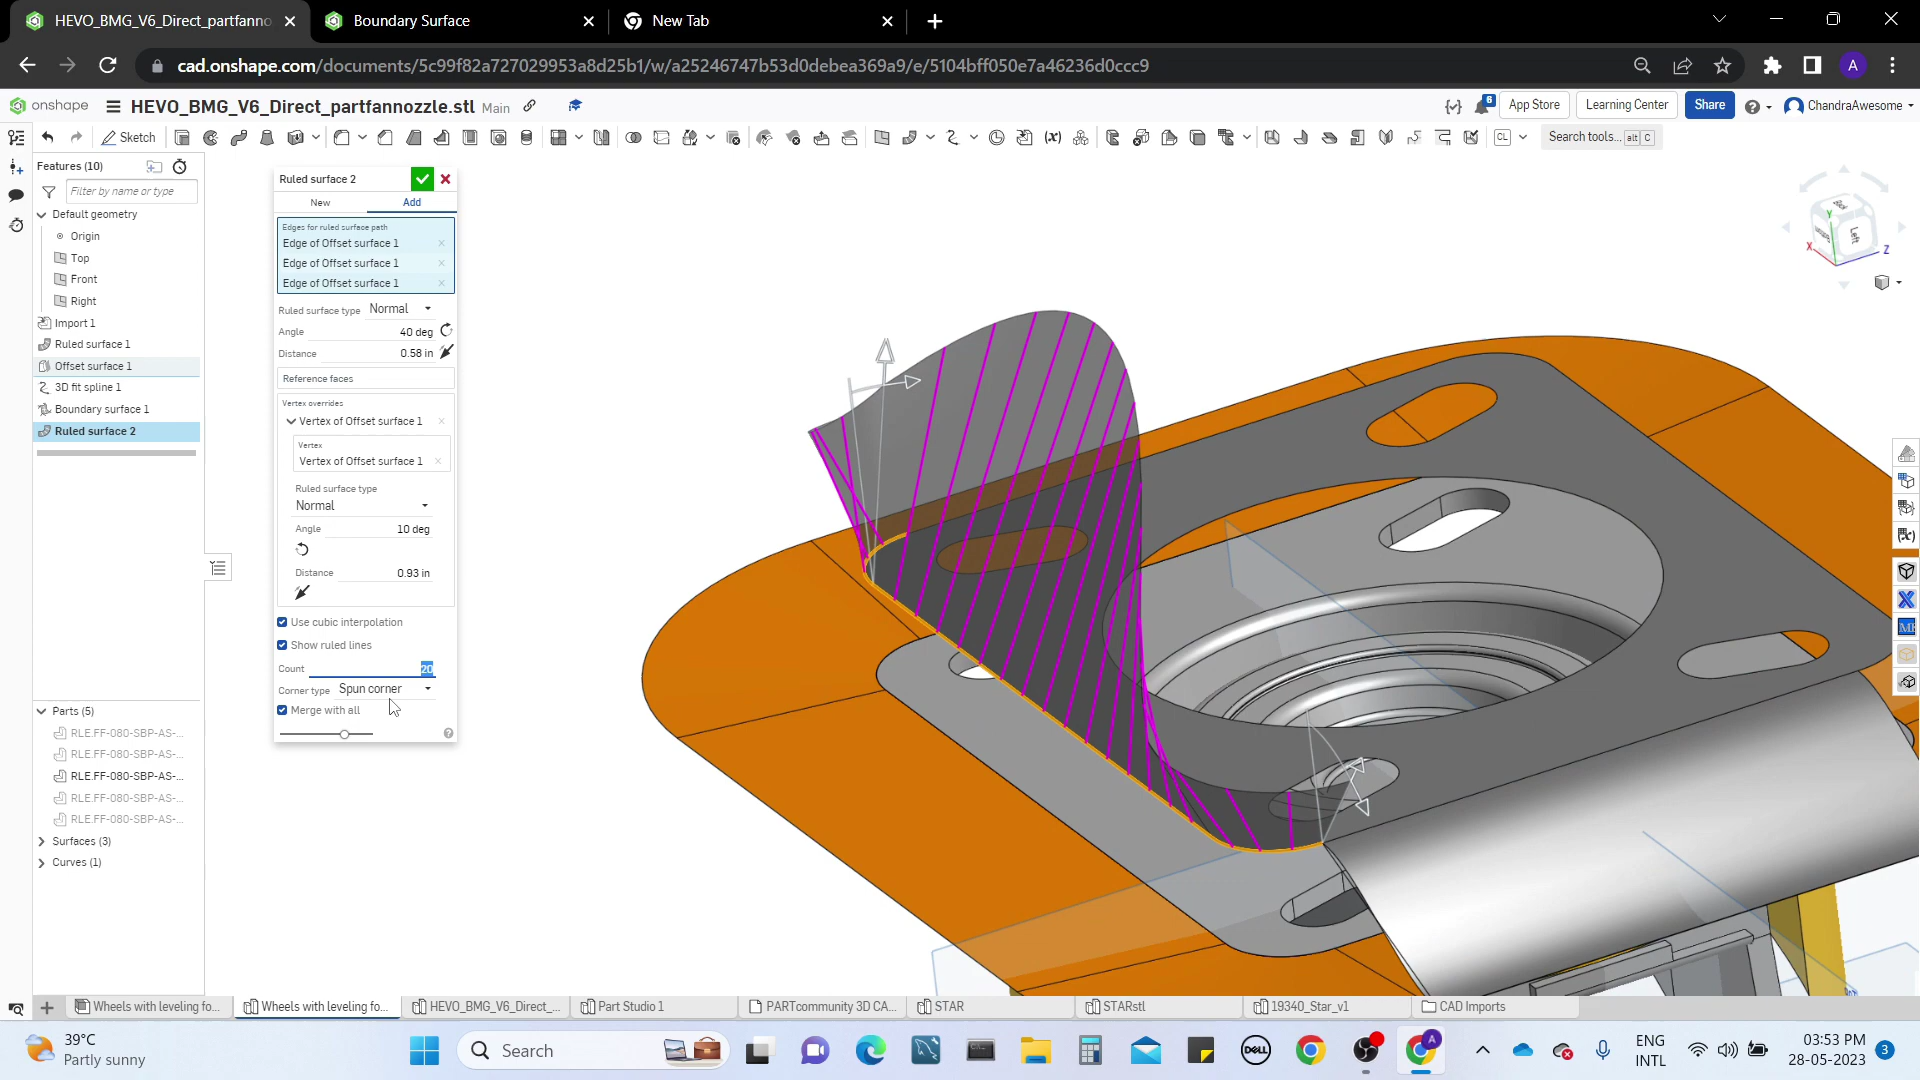 HEVO_BMG_V6_Direct_partfanno
Boundary Surface
New Tab
cad.onshape.com/documents/5c99f82a727029953a8d25b1/w/a25246747b53d0debea369a9/e/5104bff050e7a46236d0ccc9
A
onshape
HEVO_BMG_V6_Direct_partfannozzle.stl Main
6
App Store
Learning Center
Share
ChandraAwesome
Sketch
CL
Search tools... alt C
Features (10)
Filter by name or type
Default geometry
Origin
Top
Front
Right
Import 1
Ruled surface 1
Offset surface 1
3D fit spline 1
Boundary surface 1
Ruled surface 2
Parts (5)
RLE.FF-080-SBP-AS-...
RLE.FF-080-SBP-AS-...
RLE.FF-080-SBP-AS-...
RLE.FF-080-SBP-AS-...
RLE.FF-080-SBP-AS-...
Surfaces (3)
Curves (1)
Ruled surface 2
New
Add
Edges for ruled surface path
Edge of Offset surface 1
Edge of Offset surface 1
Edge of Offset surface 1
Ruled surface type Normal
Angle 40 deg
Distance 0.58 in
Reference faces
Vertex overrides
Vertex of Offset surface 1
Vertex
Vertex of Offset surface 1
Ruled surface type
Normal
Angle 10 deg
Distance 0.93 in
Use cubic interpolation
Show ruled lines
Count 20
Corner type Spun corner
Merge with all
Back
Left
X
Y
Z
Wheels with leveling fo...
Wheels with leveling fo...
HEVO_BMG_V6_Direct_...
Part Studio 1
PARTcommunity 3D CA...
STAR
STARstl
19340_Star_v1
CAD Imports
39°C
Partly sunny
Search
DELL
A
ENG
INTL
03:53 PM
28-05-2023
3